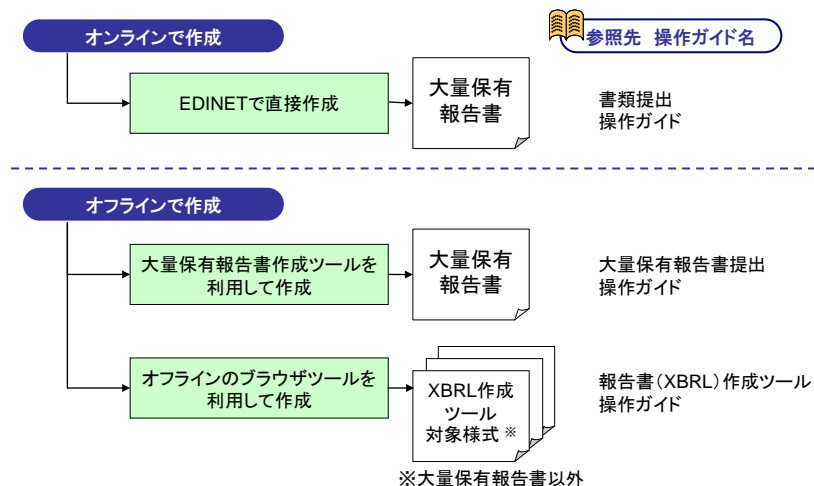 オンラインで作成
参照先 操作ガイド名
EDINETで直接作成
大量保有
報告書
書類提出
操作ガイド
オフラインで作成
大量保有報告書作成ツールを
利用して作成
大量保有
報告書
大量保有報告書提出
操作ガイド
オフラインのブラウザツールを
利用して作成
XBRL作成
ツール
対象様式 ※
報告書（XBRL）作成ツール
操作ガイド
※大量保有報告書以外